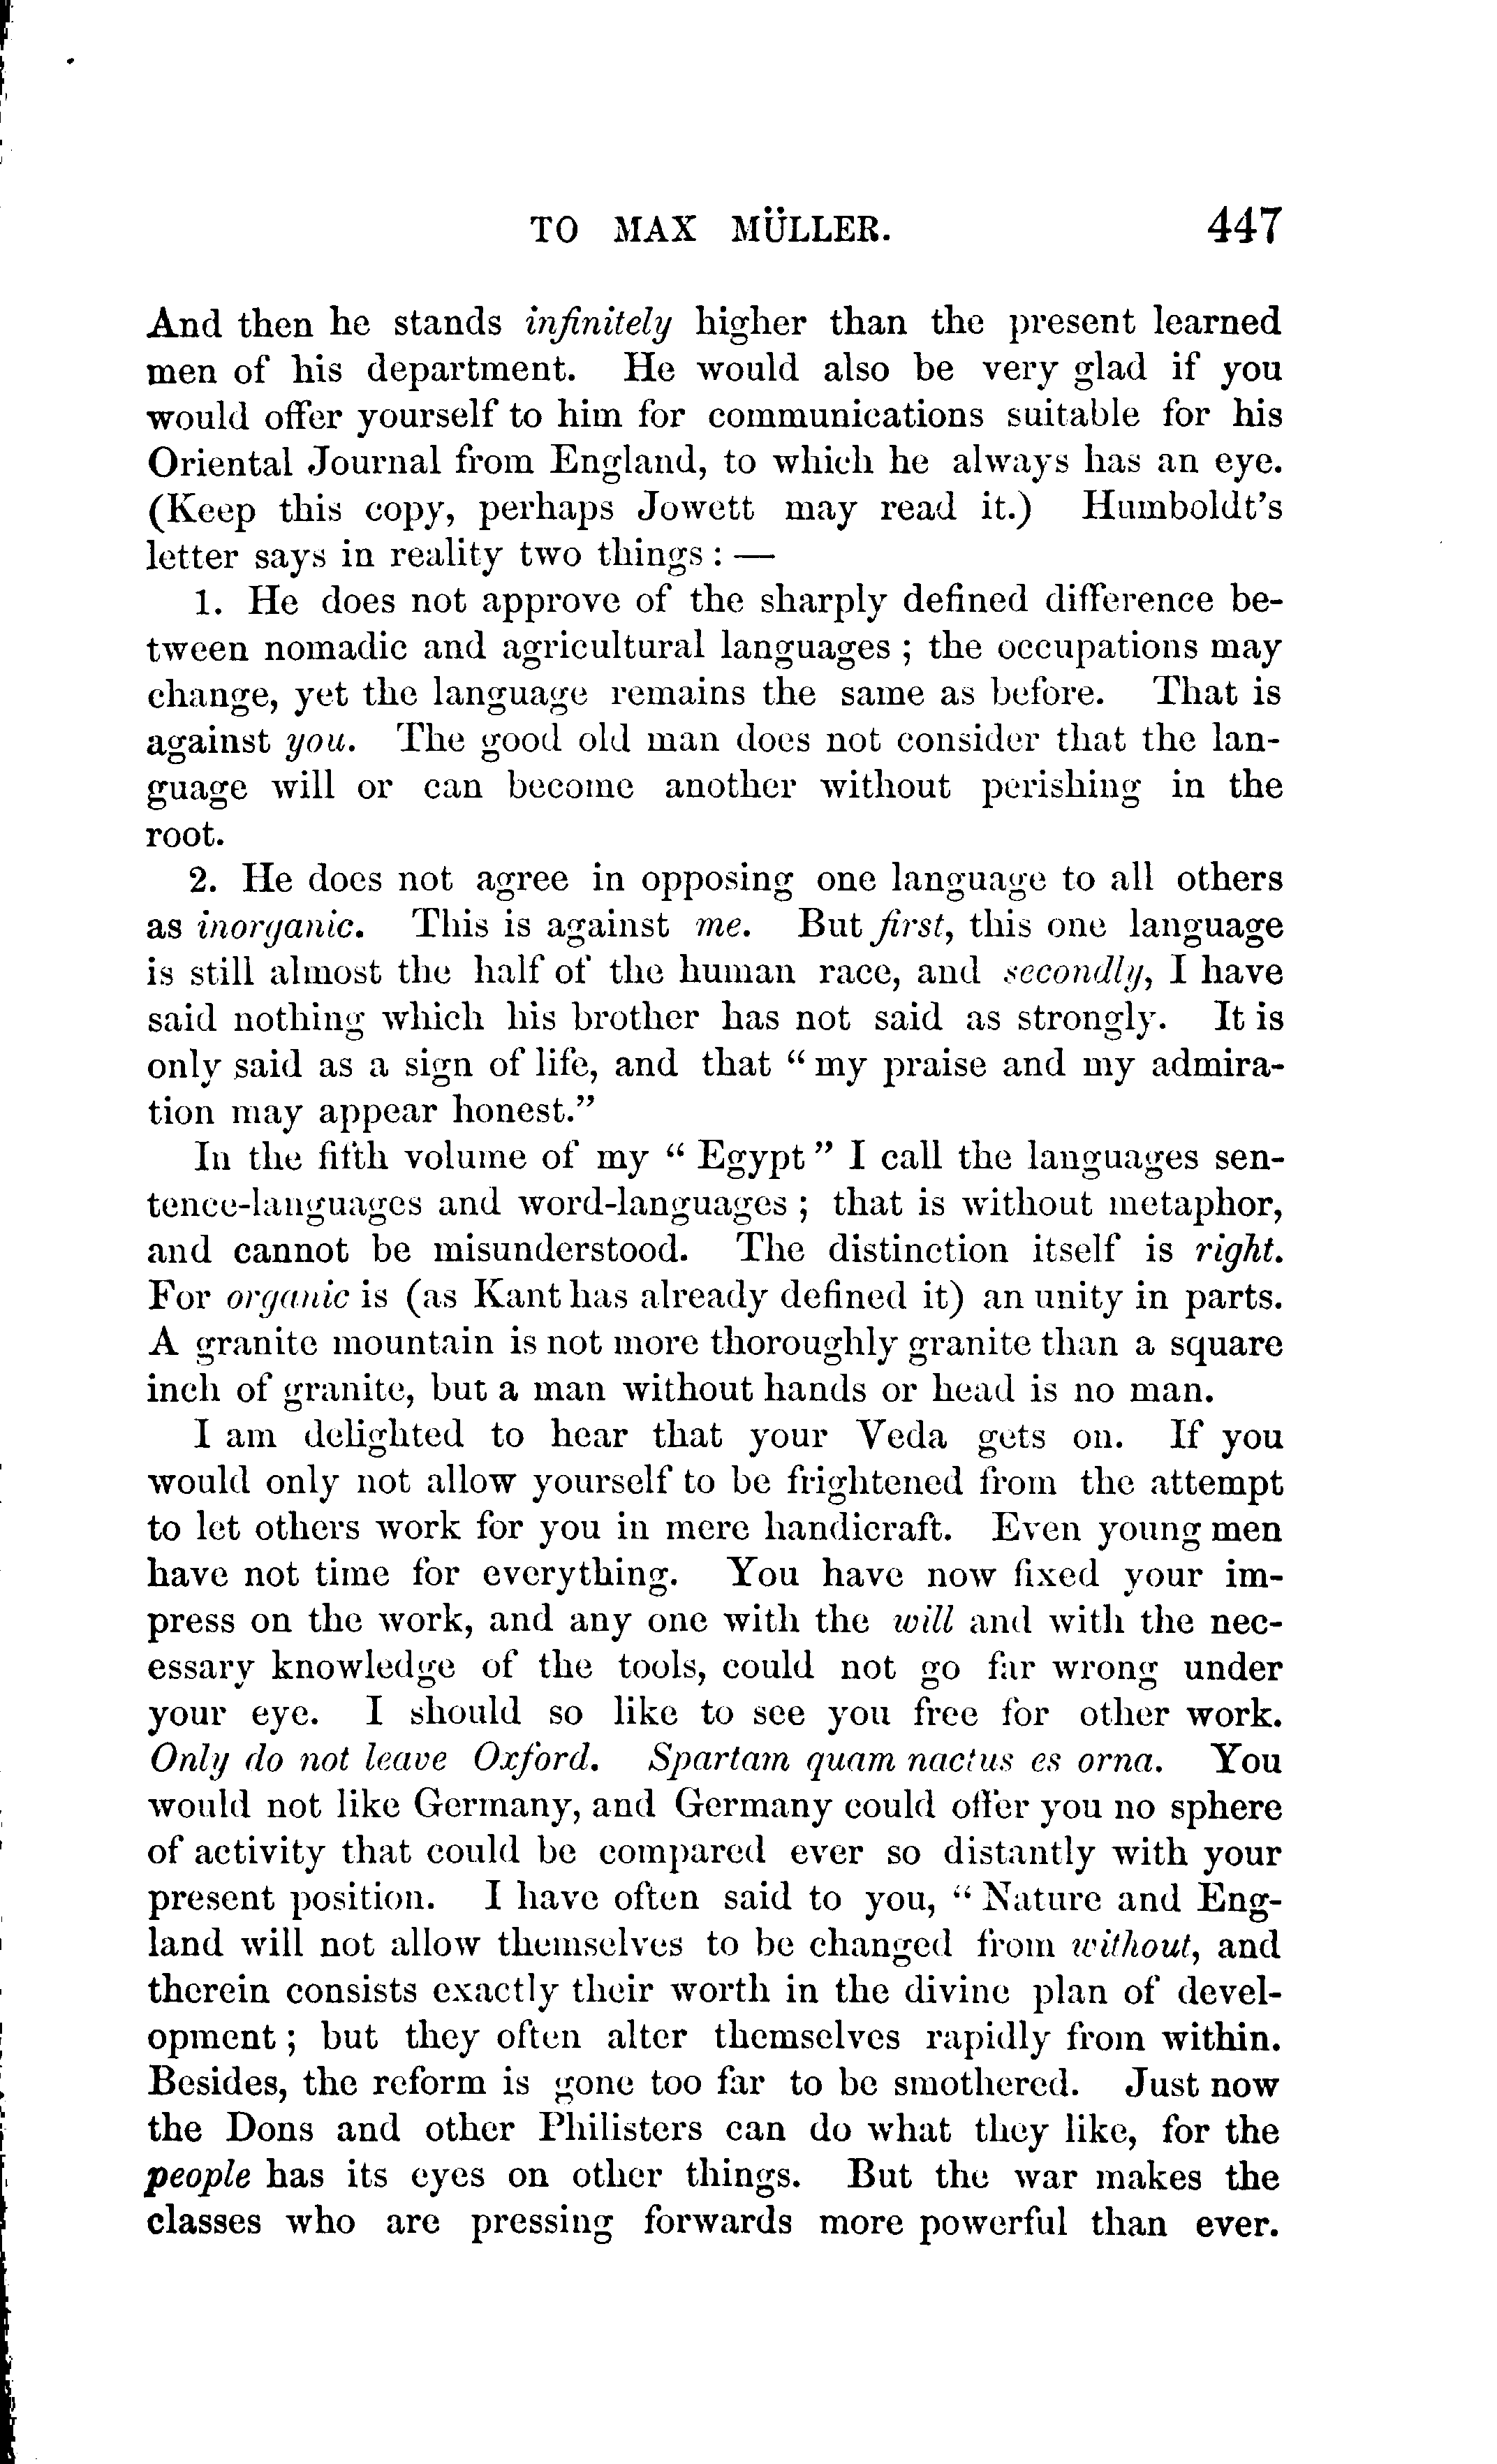 TO MAX MÜLLER. 447
And then he stands infinitely higher than the present learned
men of his department. He would also be very glad if you
would offer yourself to him for communications suitable for his
Oriental Journal from England, to which he always has an eye.
(Keep this copy, perhaps Jowett may read it.) Humboldt's
letter says in reality two things : —
1. He does not approve of the sharply defined difference be-
tween nomadic and agricultural languages ; the occupations may
change, yet the language remains the same as before. That is
against you. The good old man does not consider that the lan-
guage will or can become another without perishing in the
root.
2. He does not agree in opposing one language to all others
as inorganic. This is against me. But first, this one language
is still almost the half of the human race, and secondly, I have
said nothing which his brother has not said as strongly. It is
only said as a sign of life, and that “ my praise and my admira-
tion may appear honest.”
In the fifth volume of my “ Egypt ” I call the languages sen-
tence-languages and word-languages ; that is without metaphor,
and cannot be misunderstood. The distinction itself is right.
For organic is (as Kant has already defined it) an unity in parts.
A granite mountain is not more thoroughly granite than a square
inch of granite, but a man without hands or head is no man.
I am delighted to hear that your Veda gets on. If you
would only not allow yourself to be frightened from the attempt
to let others work for you in mere handicraft. Even young men
have not time for everything. You have now fixed your im-
press on the work, and any one with the will and with the nec-
essary knowledge of the tools, could not go far wrong under
your eye. I should so like to see you free for other work.
Only do not leave Oxford. Spartam quam nactus es orna. You
would not like Germany, and Germany could offer you no sphere
of activity that could be compared ever so distantly with your
present position. I have often said to you, “ Nature and Eng-
land will not allow themselves to be changed from without, and
therein consists exactly their worth in the divine plan of devel-
opment ; but they often alter themselves rapidly from within.
Besides, the reform is gone too far to be smothered. Just now
the Dons and other Philisters can do what they like, for the
people has its eyes on other things. But the war makes the
classes who are pressing forwards more powerful than ever.